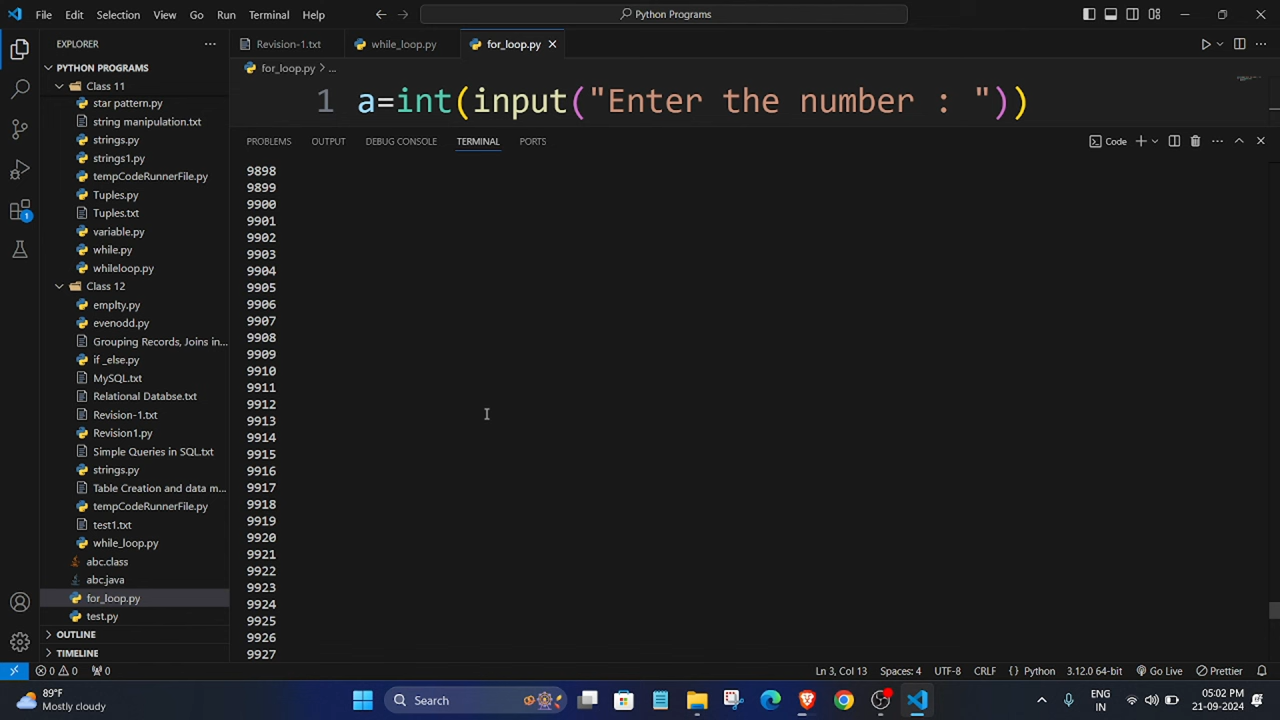 File Edit Selection View Go Run Terminal Help
Python Programs
EXPLORER
PYTHON PROGRAMS
Class 11
star pattern.py
string manipulation.txt
strings.py
strings1.py
tempCodeRunnerFile.py
Tuples.py
Tuples.txt
variable.py
while.py
whileloop.py
Class 12
emplty.py
evenodd.py
Grouping Records, Joins in...
if _else.py
MySQL.txt
Relational Databse.txt
Revision-1.txt
Revision1.py
Simple Queries in SQL.txt
strings.py
Table Creation and data m...
tempCodeRunnerFile.py
test1.txt
while_loop.py
abc.class
abc.java
for_loop.py
test.py
OUTLINE
TIMELINE
1
Revision-1.txt while_loop.py for_loop.py
for_loop.py > ...
1 a=int(input("Enter the number : "))
PROBLEMS OUTPUT DEBUG CONSOLE TERMINAL PORTS
Code
9898
9899
9900
9901
9902
9903
9904
9905
9906
9907
9908
9909
9910
9911
9912
9913
9914
9915
9916
9917
9918
9919
9920
9921
9922
9923
9924
9925
9926
9927
0 0 0 Ln 3, Col 13 Spaces: 4 UTF-8 CRLF {} Python 3.12.0 64-bit Go Live Prettier
89°F
Mostly cloudy
Search
ENG
IN
05:02 PM
21-09-2024